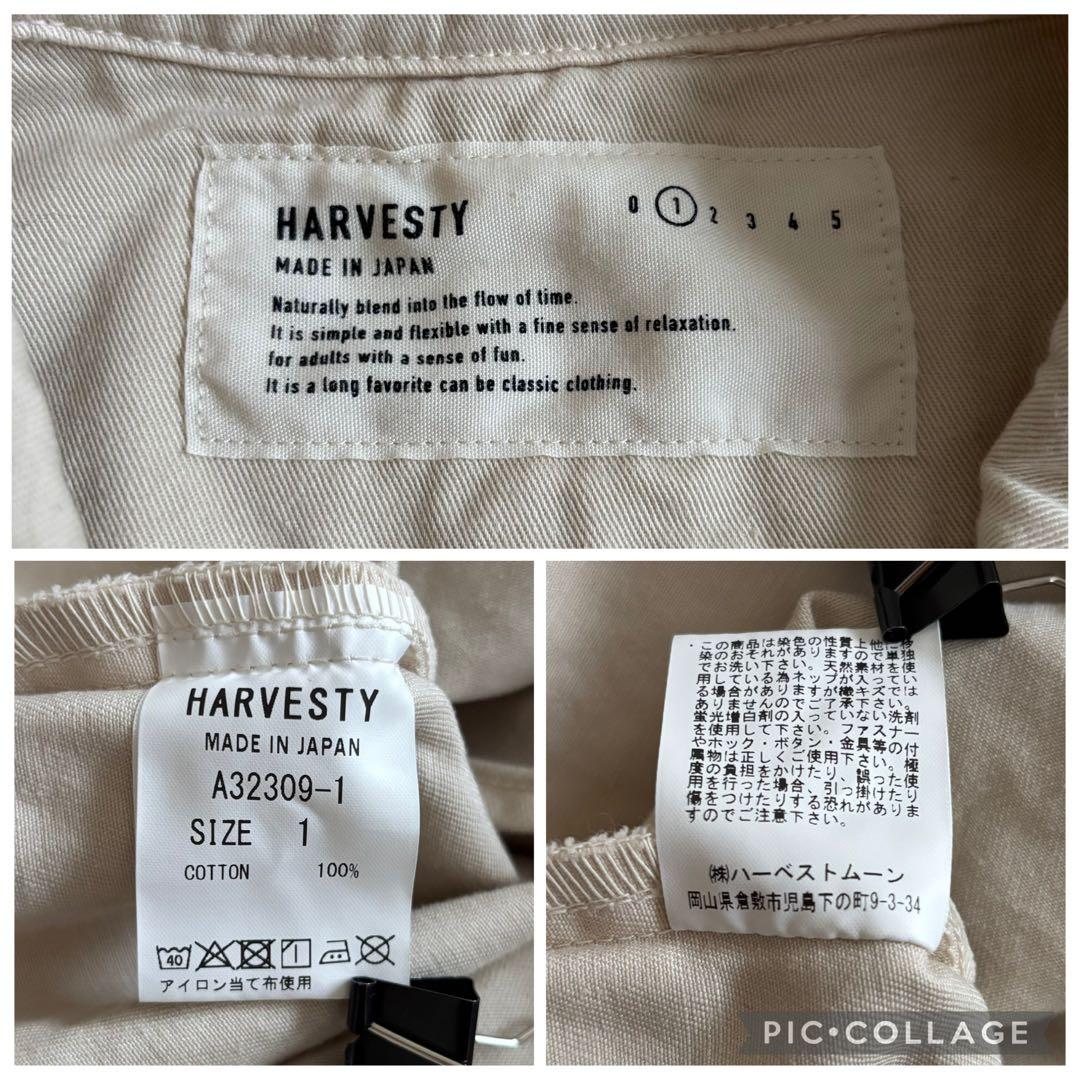 HARVESTY
0 1 2 3 4 5
MADE IN JAPAN
Naturally blend into the flow of time.
It is simple and flexible with a fine sense of relaxation.
for adults with a sense of fun.
It is a long favorite can be classic clothing.
HARVESTY
MADE IN JAPAN
A32309-1
SIZE 1
COTTON 100%
40
アイロン当て布使用
・この商品は染色の性質上他に移
染のおそれがありますので単独
でお洗い下さい。天然素材を使
用している為ネップが入ってい
る場合がありますが織キズでは
ありませんのでご了承下さい。
蛍光増白剤の入っていない洗剤
を使用して下さい。ファスナー
やホック・ボタン・金具等の付
属物は正しくご使用下さい。極
度の負担をかけたり、誤った使
用を行った場合、引っ掛けたり
傷をつけたりする恐れがありま
すのでご注意下さい。
㈱ハーベストムーン
岡山県倉敷市児島下の町9-3-34
PIC•COLLAGE